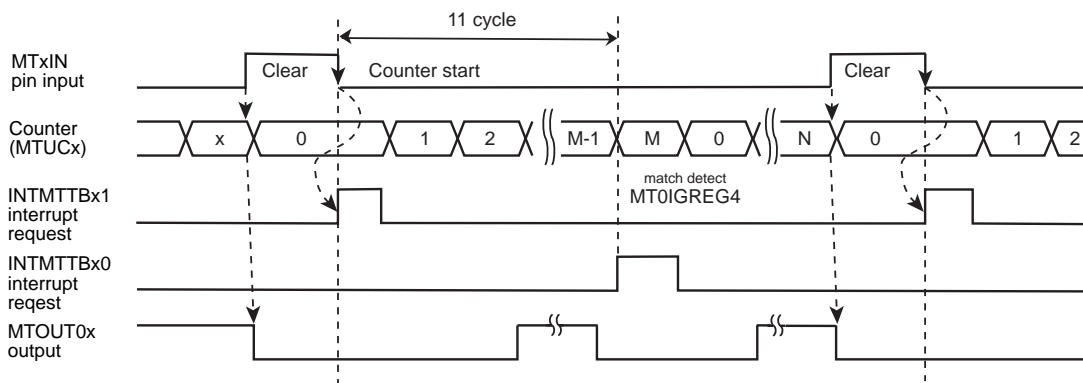 11 cycle
MTxIN
pin input
Clear
Counter start
Clear
Counter
(MTUCx)
x 0 1 2 M-1 M 0 N 0 1 2
match detect
MT0IGREG4
INTMTTBx1
interrupt
request
INTMTTBx0
interrupt
reqest
MTOUT0x
output